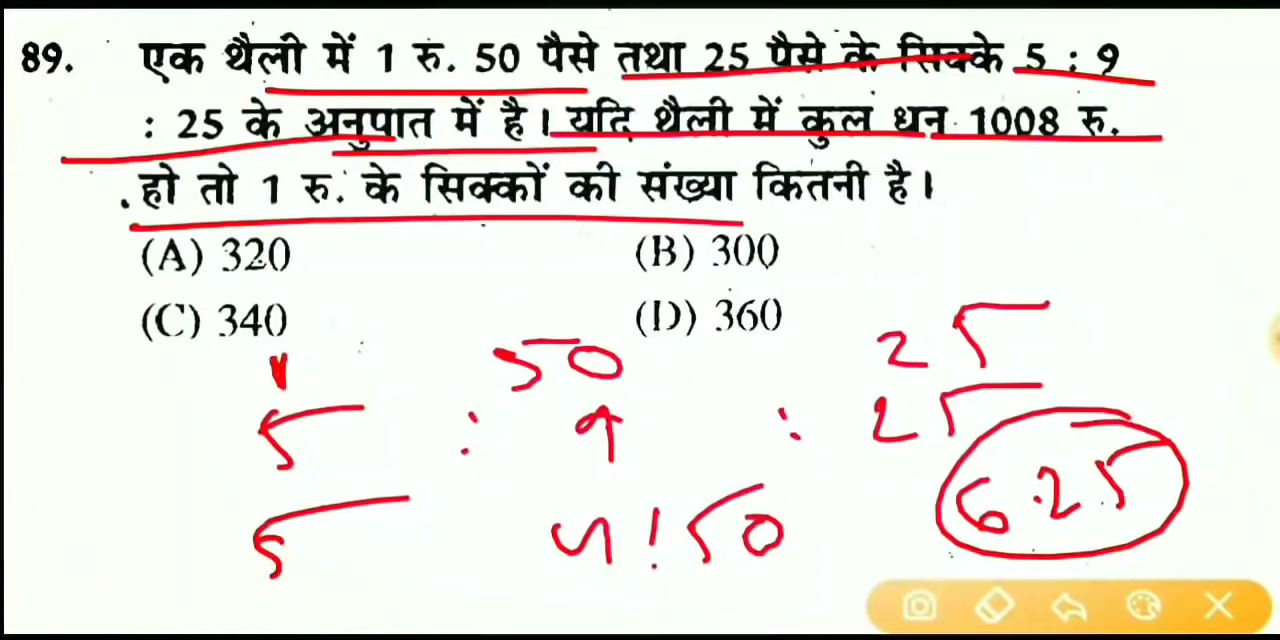 89. एक थैली में 1 रु. 50 पैसे तथा 25 पैसे के सिक्के 5 : 9
: 25 के अनुपात में है। यदि थैली में कुल धन 1008 रु.
हो तो 1 रु. के सिक्कों की संख्या कितनी है।
(A) 320 (B) 300
(C) 340 (D) 360
1 50 25
5 : 9 : 25
5 4.50 6.25